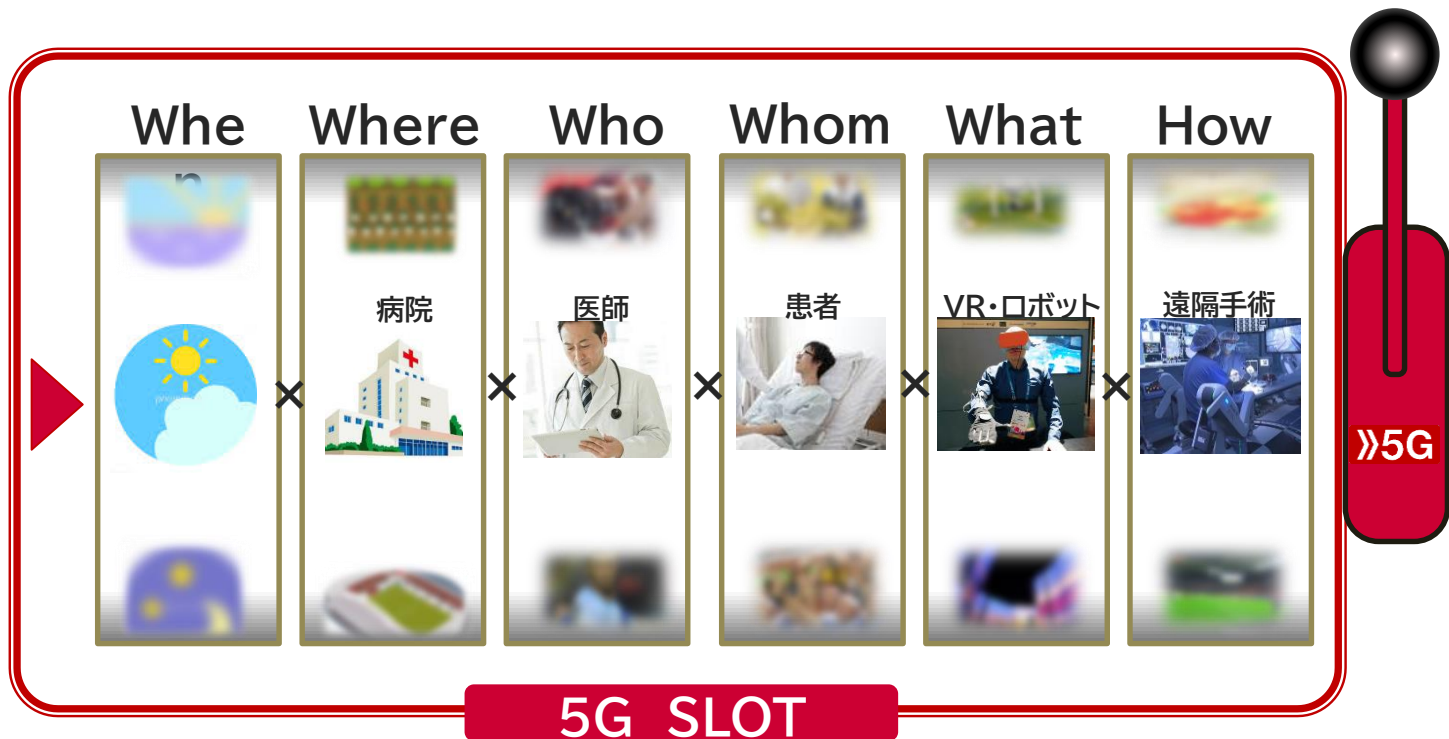 When
Where
Who
Whom
What
How
病院
医師
患者
VR・ロボット
遠隔手術
×
×
×
×
×
》5G
5G SLOT